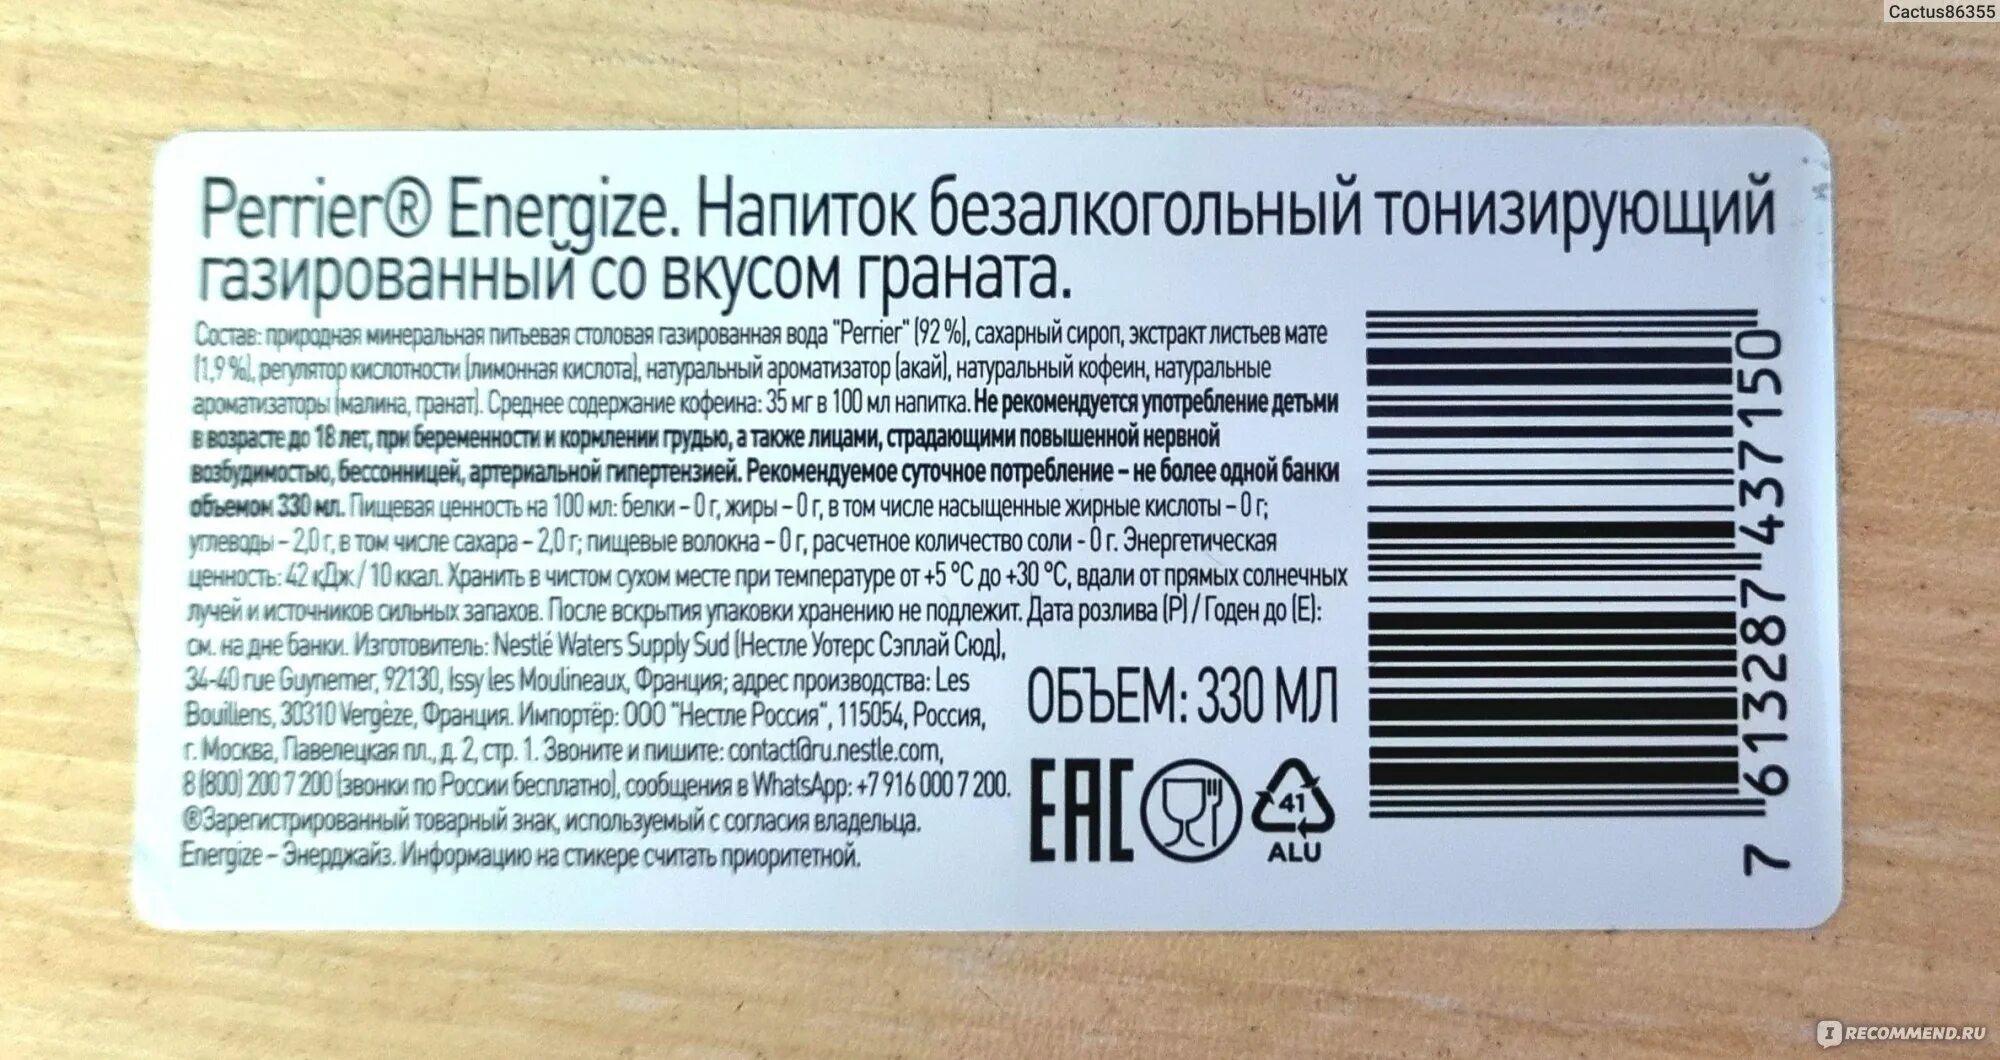 Cactus86355
Perrier® Energize. Напиток безалкогольный тонизирующий
газированный со вкусом граната.
Состав: природная минеральная питьевая столовая газированная вода "Perrier" (92 %), сахарный сироп, экстракт листьев мате
(1,9 %), регулятор кислотности (лимонная кислота), натуральный ароматизатор (акай), натуральный кофеин, натуральные
ароматизаторы (малина, гранат). Среднее содержание кофеина: 35 мг в 100 мл напитка. Не рекомендуется употребление детьми
в возрасте до 18 лет, при беременности и кормлении грудью, а также лицами, страдающими повышенной нервной
возбудимостью, бессонницей, артериальной гипертензией. Рекомендуемое суточное потребление – не более одной банки
объемом 330 мл. Пищевая ценность на 100 мл: белки – 0 г, жиры – 0 г, в том числе насыщенные жирные кислоты – 0 г;
углеводы – 2,0 г, в том числе сахара – 2,0 г; пищевые волокна – 0 г, расчетное количество соли - 0 г. Энергетическая
ценность: 42 кДж / 10 ккал. Хранить в чистом сухом месте при температуре от +5 °С до +30 °С, вдали от прямых солнечных
лучей и источников сильных запахов. После вскрытия упаковки хранению не подлежит. Дата розлива (P) / Годен до (E):
см. на дне банки. Изготовитель: Nestlé Waters Supply Sud (Нестле Уотерс Сэплай Сюд),
34-40 rue Guynemer, 92130, Issy les Moulineaux, Франция; адрес производства: Les
Bouillens, 30310 Vergèze, Франция. Импортёр: ООО "Нестле Россия", 115054, Россия,
г. Москва, Павелецкая пл., д. 2, стр. 1. Звоните и пишите: contact@ru.nestle.com,
8 (800) 200 7 200 (звонки по России бесплатно), сообщения в WhatsApp: +7 916 000 7 200.
®Зарегистрированный товарный знак, используемый с согласия владельца.
Energize – Энерджайз. Информацию на стикере считать приоритетной.
ОБЪЕМ: 330 МЛ
EAC
41
ALU
7 613287 437150
IRECOMMEND.RU